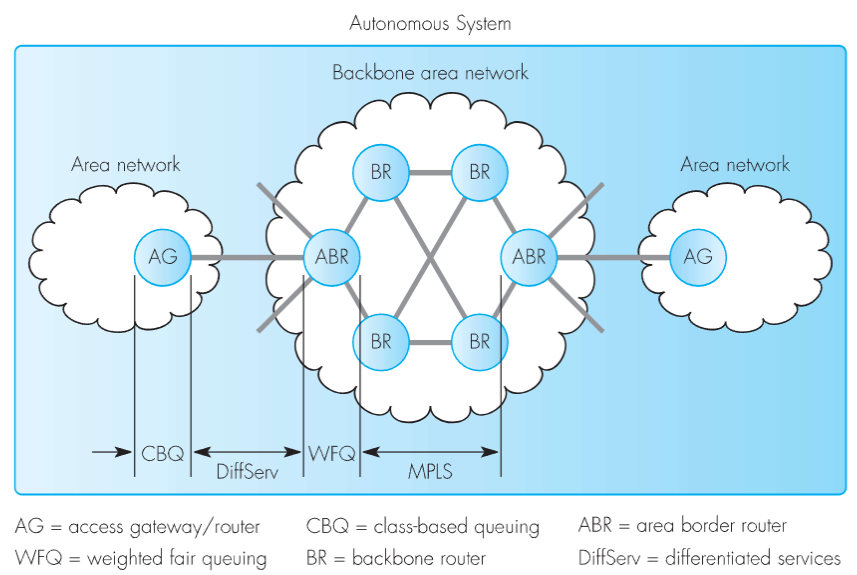 Autonomous System
Backbone area network
Area network
Area network
BR
BR
AG
ABR
ABR
AG
BR
BR
CBQ
DiffServ
WFQ
MPLS
AG = access gateway/router
CBQ = class-based queuing
ABR = area border router
WFQ = weighted fair queuing
BR = backbone router
DiffServ = differentiated services